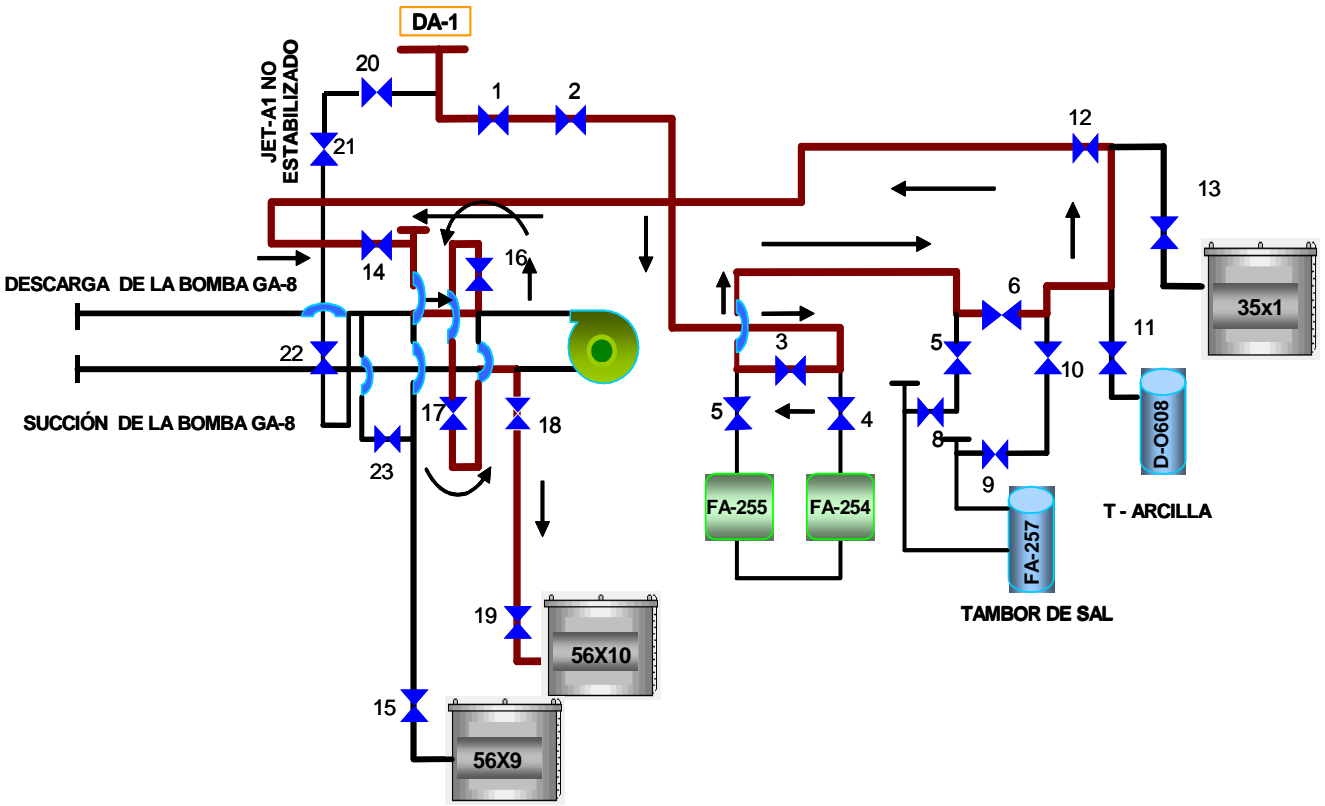 DA-1
JET-A1 NO
ESTABILIZADO
20
1
2
21
12
13
14
16
DESCARGA DE LA BOMBA GA-8
6
35x1
3
5
10
11
22
SUCCIÓN DE LA BOMBA GA-8
17
18
5
4
8
23
9
D-O608
FA-255
FA-254
T - ARCILLA
FA-257
TAMBOR DE SAL
19
56X10
15
56X9